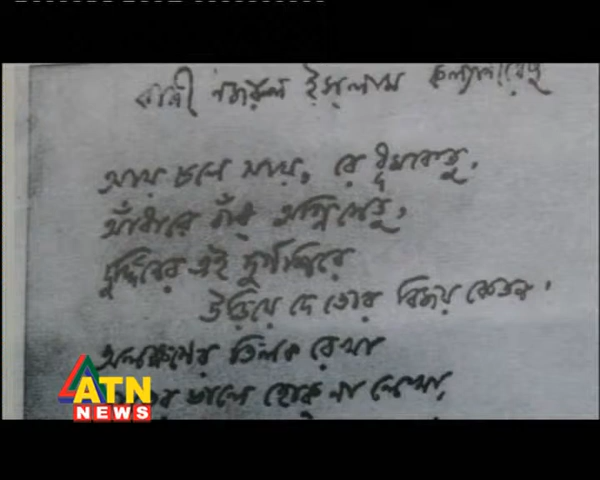 কাজী নজরুল ইসলাম কল্যাণীয়েষু
আয় চলে আয়, রে ধূমকেতু,
আঁধারে বাঁধ্ অগ্নিসেতু,
দুর্দ্দিনের এই দুর্গশিরে
উড়িয়ে দে তোর বিজয় কেতন।
অলক্ষণের তিলক রেখা
রাতের ভালে হোক্ না লেখা,
ATN
NEWS